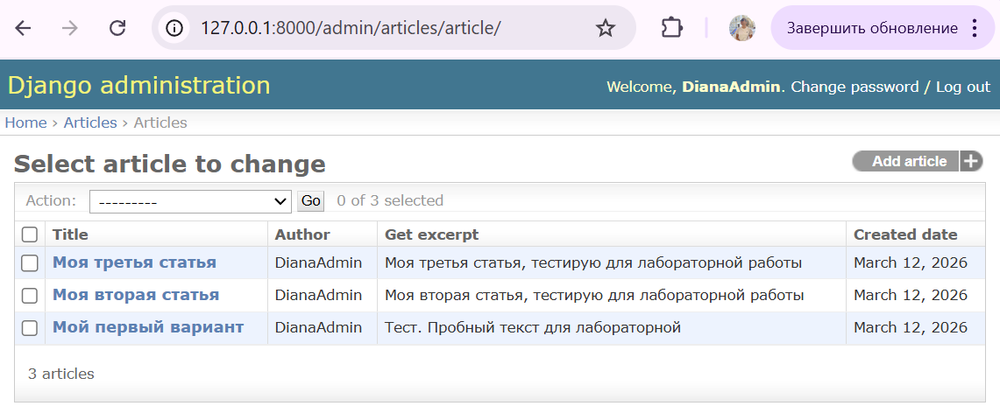 127.0.0.1:8000/admin/articles/article/ Завершить обновление
Django administration Welcome, DianaAdmin. Change password / Log out
Home › Articles › Articles
Select article to change Add article +
Action: --------- Go 0 of 3 selected
Title Author Get excerpt Created date
Моя третья статья DianaAdmin Моя третья статья, тестирую для лабораторной работы March 12, 2026
Моя вторая статья DianaAdmin Моя вторая статья, тестирую для лабораторной работы March 12, 2026
Мой первый вариант DianaAdmin Тест. Пробный текст для лабораторной March 12, 2026
3 articles